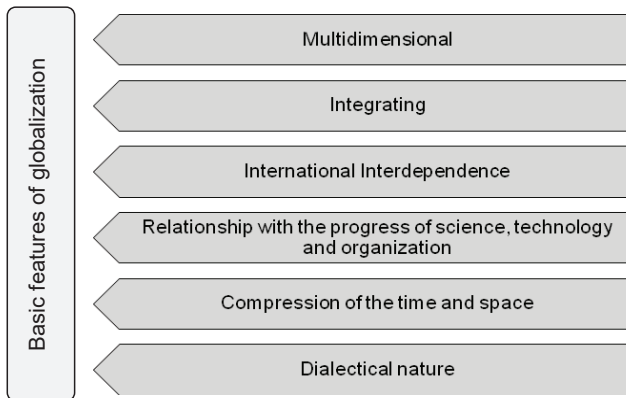 Basic features of globalization
Multidimensional
Integrating
International Interdependence
Relationship with the progress of science, technology
and organization
Compression of the time and space
Dialectical nature